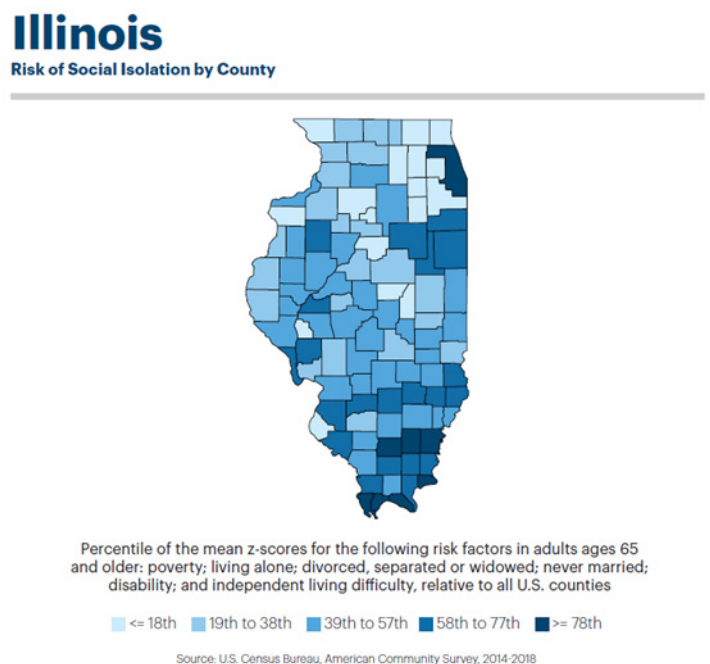 Illinois
Risk of Social Isolation by County
Percentile of the mean z-scores for the following risk factors in adults ages 65
and older: poverty; living alone; divorced, separated or widowed; never married;
disability; and independent living difficulty, relative to all U.S. counties
<= 18th 19th to 38th 39th to 57th 58th to 77th >= 78th
Source: U.S. Census Bureau, American Community Survey, 2014-2018